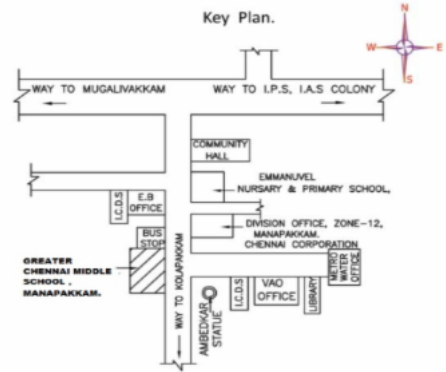 Key Plan.
N
W
E
S
WAY TO MUGALIVAKKAM
WAY TO I.P.S, I.A.S COLONY
COMMUNITY
HALL
EMMANUVEL
NURSARY & PRIMARY SCHOOL,
I.C.D.S
E.B
OFFICE
DIVISION OFFICE, ZONE-12,
MANAPAKKAM.
CHENNAI CORPORATION
BUS
STOP
GREATER
CHENNAI MIDDLE
SCHOOL ,
MANAPAKKAM.
WAY TO KOLAPAKKAM
AMBEDKAR
STATUE
I.C.D.S
VAO
OFFICE
LIBRARY
METRO
WATER
OFFICE